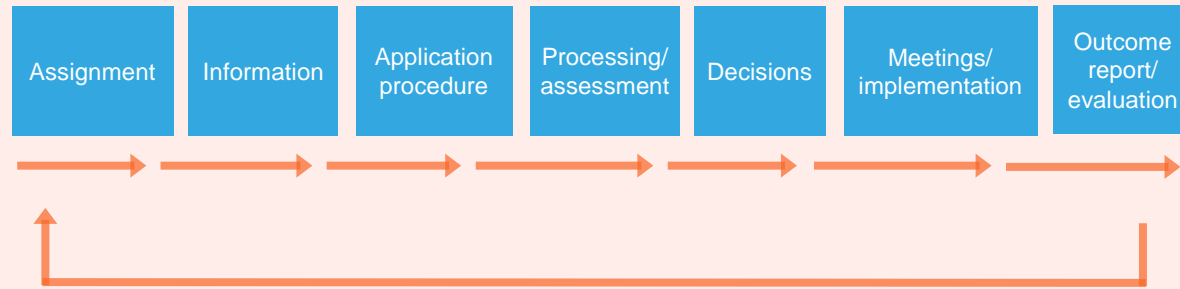 Assignment
Information
Application
procedure
Processing/
assessment
Decisions
Meetings/
implementation
Outcome
report/
evaluation